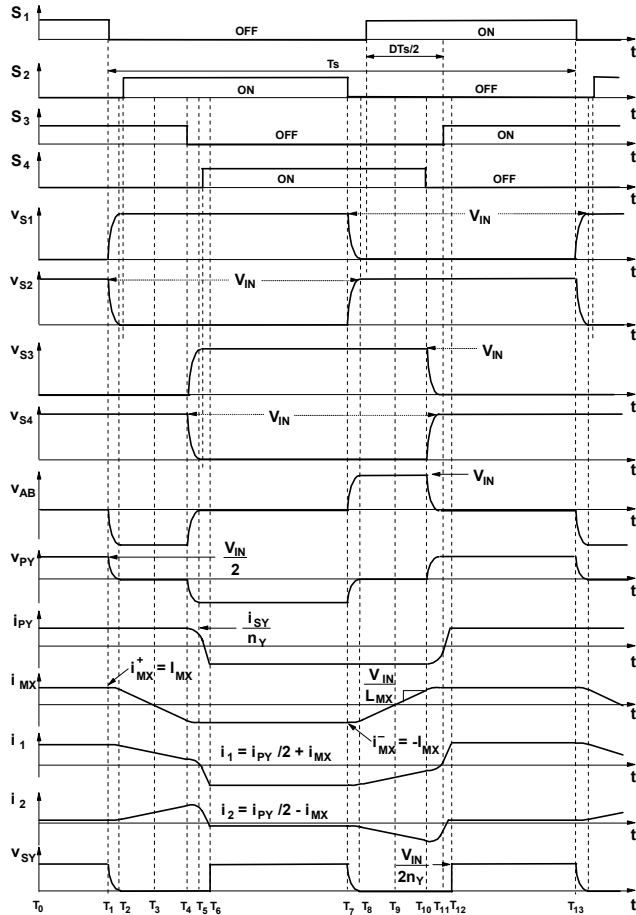 S1
OFF
ON
t
Ts
DTs/2
S2
ON
OFF
t
S3
OFF
ON
t
S4
ON
OFF
t
vS1
VIN
t
vS2
VIN
t
vS3
VIN
t
vS4
VIN
t
vAB
VIN
t
vPY
VIN
2
t
iPY
iSY
nY
t
iMX
i+MX = IMX
VIN
LMX
i-MX = -IMX
t
i1
i1 = iPY /2 + iMX
t
i2
i2 = iPY /2 - iMX
t
vSY
VIN
2nY
t
T0 T1 T2 T3 T4 T5 T6 T7 T8 T9 T10 T11 T12 T13